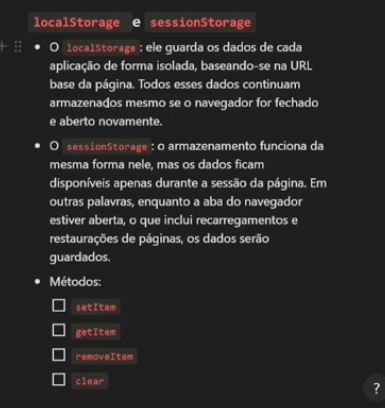 localStorage e sessionStorage
• O localStorage : ele guarda os dados de cada
aplicação de forma isolada, baseando-se na URL
base da página. Todos esses dados continuam
armazenados mesmo se o navegador for fechado
e aberto novamente.
• O sessionStorage : o armazenamento funciona da
mesma forma nele, mas os dados ficam
disponíveis apenas durante a sessão da página. Em
outras palavras, enquanto a aba do navegador
estiver aberta, o que inclui recarregamentos e
restaurações de páginas, os dados serão
guardados.
• Métodos:
setItem
getItem
removeItem
clear
?